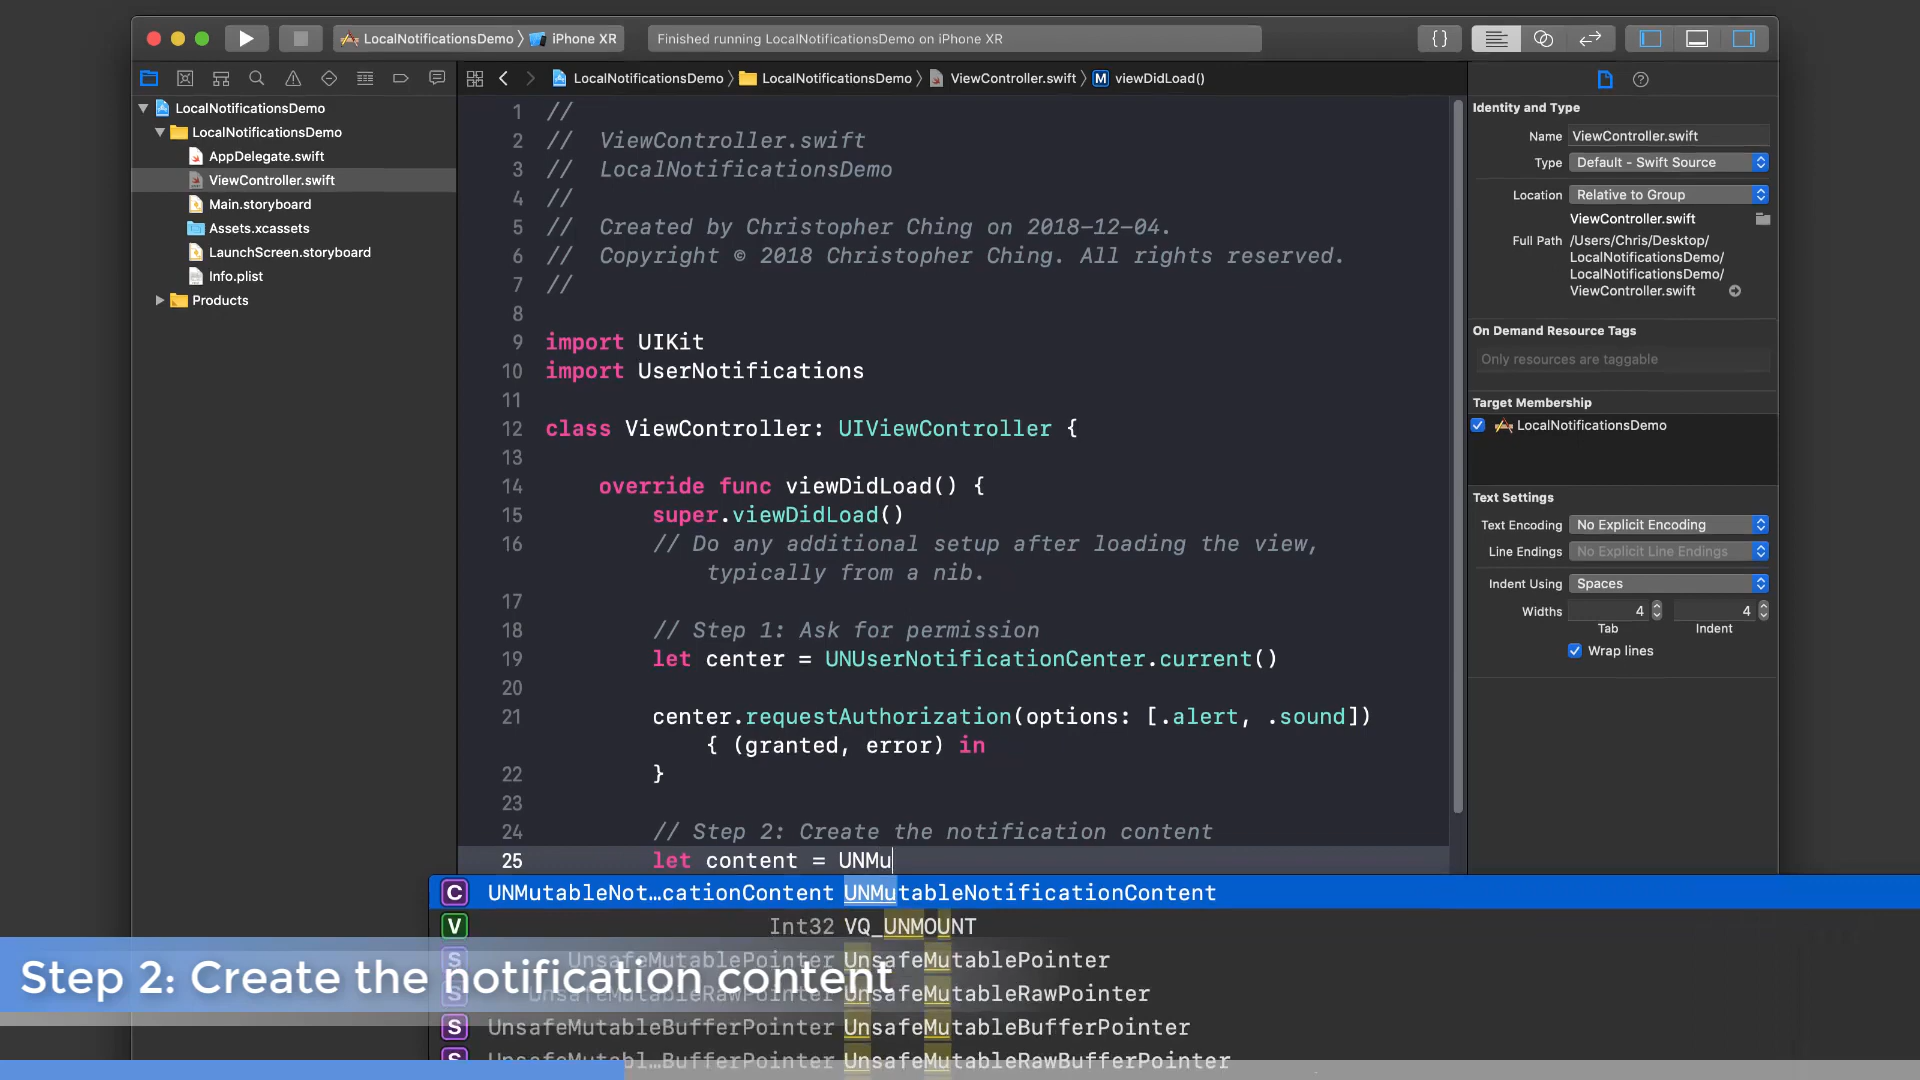 LocalNotificationsDemo
iPhone XR
Finished running LocalNotificationsDemo on iPhone XR
{}
LocalNotificationsDemo
LocalNotificationsDemo
AppDelegate.swift
ViewController.swift
Main.storyboard
Assets.xcassets
LaunchScreen.storyboard
Info.plist
Products
LocalNotificationsDemo
LocalNotificationsDemo
ViewController.swift
M viewDidLoad()
1 //
2 //  ViewController.swift
3 //  LocalNotificationsDemo
4 //
5 //  Created by Christopher Ching on 2018-12-04.
6 //  Copyright © 2018 Christopher Ching. All rights reserved.
7 //
8
9 import UIKit
10 import UserNotifications
11
12 class ViewController: UIViewController {
13
14 override func viewDidLoad() {
15 super.viewDidLoad()
16 // Do any additional setup after loading the view,
typically from a nib.
17
18 // Step 1: Ask for permission
19 let center = UNUserNotificationCenter.current()
20
21 center.requestAuthorization(options: [.alert, .sound])
{ (granted, error) in
22 }
23
24 // Step 2: Create the notification content
25 let content = UNMu
C UNMutableNot…cationContent UNMutableNotificationContent
V Int32 VQ_UNMOUNT
S UnsafeMutablePointer UnsafeMutablePointer
S UnsafeMutableRawPointer UnsafeMutableRawPointer
S UnsafeMutableBufferPointer UnsafeMutableBufferPointer
S UnsafeMutabl…BufferPointer UnsafeMutableRawBufferPointer
Step 2: Create the notification content
Identity and Type
Name ViewController.swift
Type Default - Swift Source
Location Relative to Group
ViewController.swift
Full Path /Users/Chris/Desktop/
LocalNotificationsDemo/
LocalNotificationsDemo/
ViewController.swift
On Demand Resource Tags
Only resources are taggable
Target Membership
LocalNotificationsDemo
Text Settings
Text Encoding No Explicit Encoding
Line Endings No Explicit Line Endings
Indent Using Spaces
Widths 4 4
Tab Indent
Wrap lines